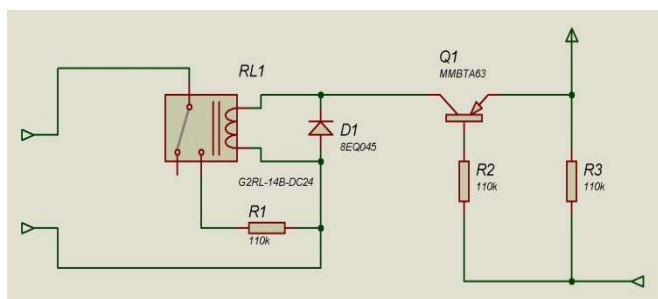 Q1
MMBTA63
RL1
D1
8EQ045
G2RL-14B-DC24
R1
110k
R2
110k
R3
110k